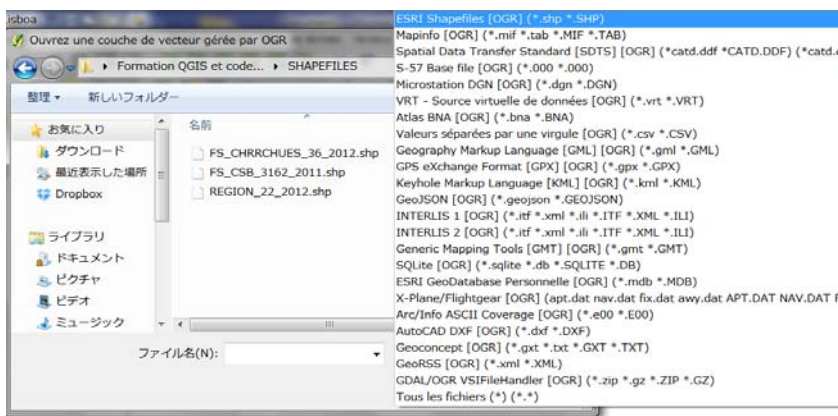 isboa
Ouvrez une couche de vecteur gérée par OGR
Formation QGIS et code... ▸ SHAPEFILES
整理 新しいフォルダー
お気に入り
ダウンロード
最近表示した場所
Dropbox
ライブラリ
ドキュメント
ピクチャ
ビデオ
ミュージック
名前
FS_CHRRCHUES_36_2012.shp
FS_CSB_3162_2011.shp
REGION_22_2012.shp
ファイル名(N):
ESRI Shapefiles [OGR] (*.shp *.SHP)
Mapinfo [OGR] (*.mif *.tab *.MIF *.TAB)
Spatial Data Transfer Standard [SDTS] [OGR] (*catd.ddf *CATD.DDF) (*catd.
S-57 Base file [OGR] (*.000 *.000)
Microstation DGN [OGR] (*.dgn *.DGN)
VRT - Source virtuelle de données [OGR] (*.vrt *.VRT)
Atlas BNA [OGR] (*.bna *.BNA)
Valeurs séparées par une virgule [OGR] (*.csv *.CSV)
Geography Markup Language [GML] [OGR] (*.gml *.GML)
GPS eXchange Format [GPX] [OGR] (*.gpx *.GPX)
Keyhole Markup Language [KML] [OGR] (*.kml *.KML)
GeoJSON [OGR] (*.geojson *.GEOJSON)
INTERLIS 1 [OGR] (*.itf *.xml *.ili *.ITF *.XML *.ILI)
INTERLIS 2 [OGR] (*.itf *.xml *.ili *.ITF *.XML *.ILI)
Generic Mapping Tools [GMT] [OGR] (*.gmt *.GMT)
SQLite [OGR] (*.sqlite *.db *.SQLITE *.DB)
ESRI GeoDatabase Personnelle [OGR] (*.mdb *.MDB)
X-Plane/Flightgear [OGR] (apt.dat nav.dat fix.dat awy.dat APT.DAT NAV.DAT F
Arc/Info ASCII Coverage [OGR] (*.e00 *.E00)
AutoCAD DXF [OGR] (*.dxf *.DXF)
Geoconcept [OGR] (*.gxt *.txt *.GXT *.TXT)
GeoRSS [OGR] (*.xml *.XML)
GDAL/OGR VSIFileHandler [OGR] (*.zip *.gz *.ZIP *.GZ)
Tous les fichiers (*) (*.*)